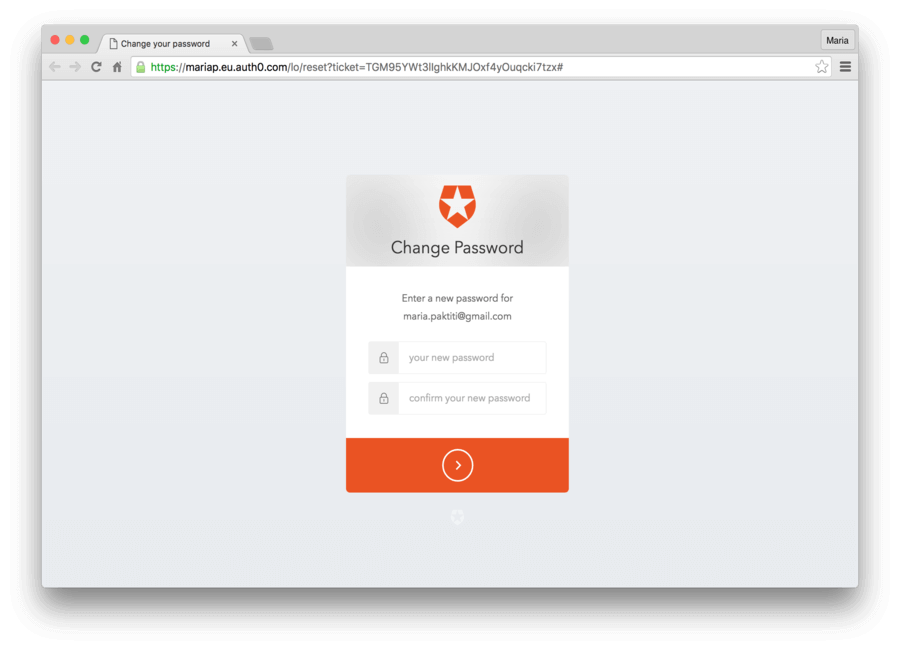 Change your password
Maria
https://mariap.eu.auth0.com/lo/reset?ticket=TGM95YWt3lIghkKMJOxf4yOuqcki7tzx#
Change Password
Enter a new password for
maria.paktiti@gmail.com
your new password
confirm your new password